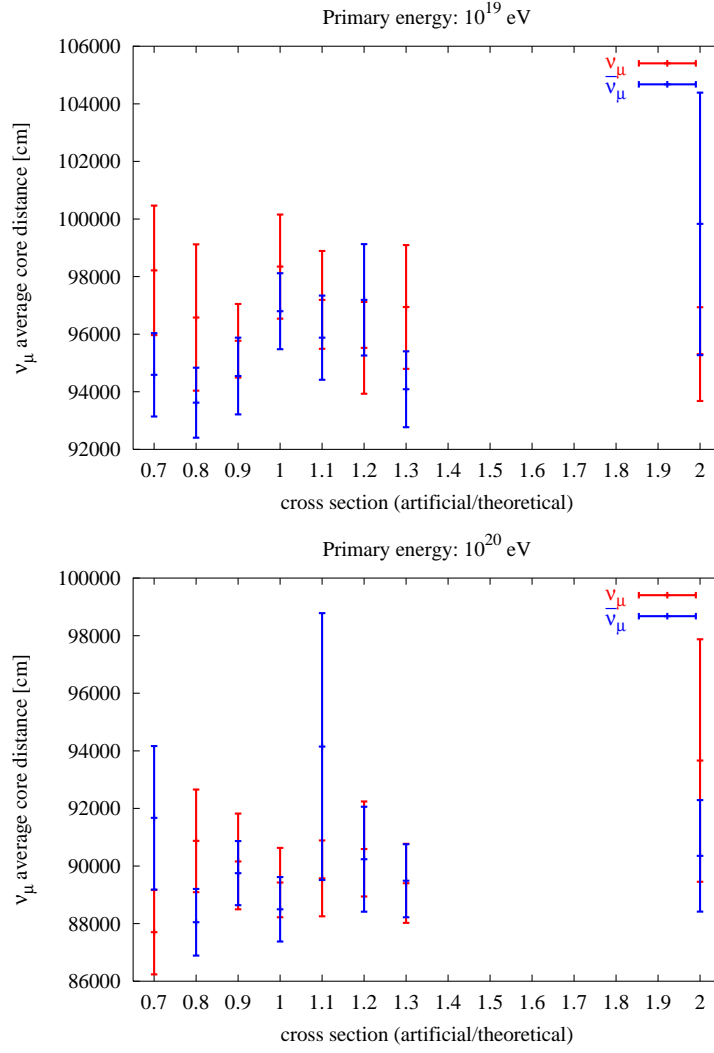 Primary energy: 10^19 eV
106000
104000
102000
100000
98000
96000
94000
92000
ν_μ average core distance [cm]
ν_μ
ν̅_μ
0.7 0.8 0.9 1 1.1 1.2 1.3 1.4 1.5 1.6 1.7 1.8 1.9 2
cross section (artificial/theoretical)
Primary energy: 10^20 eV
100000
98000
96000
94000
92000
90000
88000
86000
ν_μ average core distance [cm]
ν_μ
ν̅_μ
0.7 0.8 0.9 1 1.1 1.2 1.3 1.4 1.5 1.6 1.7 1.8 1.9 2
cross section (artificial/theoretical)